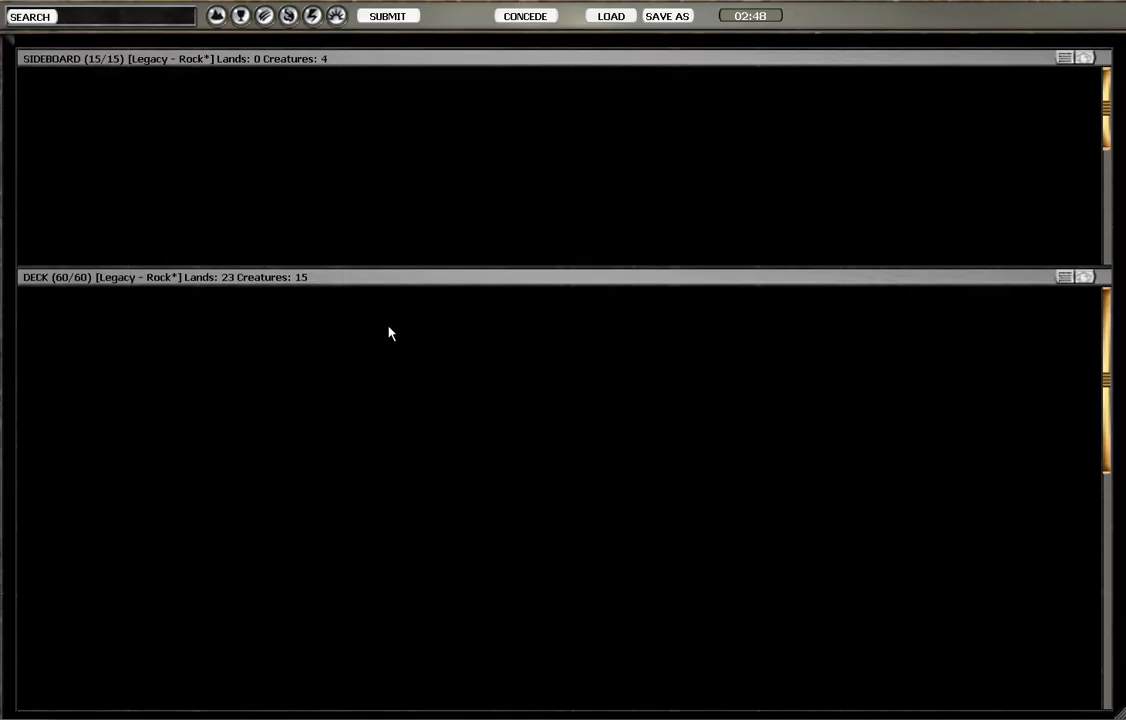 SEARCH SUBMIT CONCEDE LOAD SAVE AS 02:48
SIDEBOARD (15/15) [Legacy - Rock*] Lands: 0 Creatures: 4
DECK (60/60) [Legacy - Rock*] Lands: 23 Creatures: 15